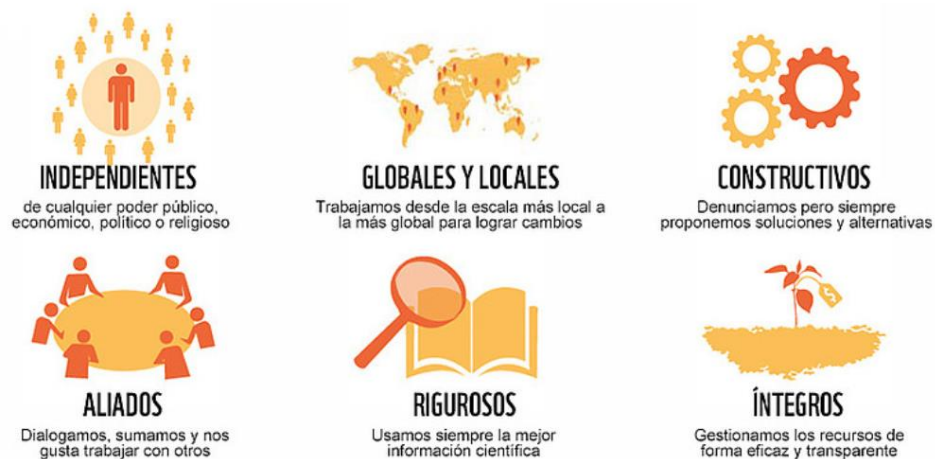 INDEPENDIENTES
de cualquier poder público,
económico, político o religioso
GLOBALES Y LOCALES
Trabajamos desde la escala más local a
la más global para lograr cambios
CONSTRUCTIVOS
Denunciamos pero siempre
proponemos soluciones y alternativas
ALIADOS
Dialogamos, sumamos y nos
gusta trabajar con otros
RIGUROSOS
Usamos siempre la mejor
información científica
$
ÍNTEGROS
Gestionamos los recursos de
forma eficaz y transparente